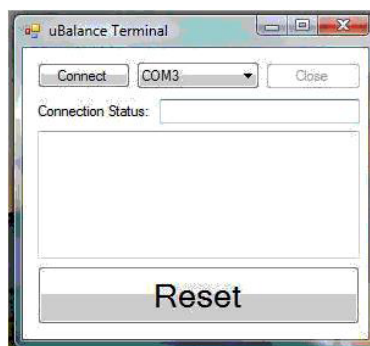 uBalance Terminal
Connect COM3 Close
Connection Status:
Reset